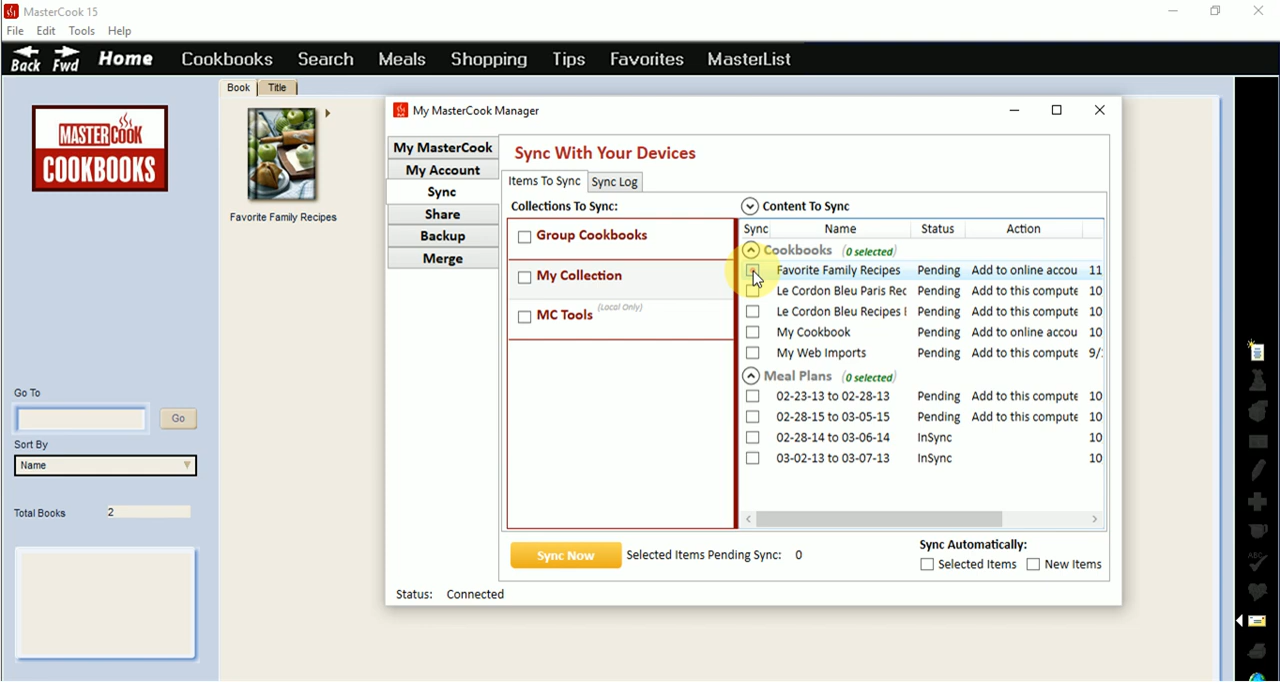 MasterCook 15
File Edit Tools Help
Back Fwd Home Cookbooks Search Meals Shopping Tips Favorites MasterList
Book Title
MASTERCOOK
COOKBOOKS
Favorite Family Recipes
Go To
Go
Sort By
Name
Total Books 2
My MasterCook Manager
My MasterCook
My Account
Sync
Share
Backup
Merge
Sync With Your Devices
Items To Sync Sync Log
Collections To Sync:
Group Cookbooks
My Collection
MC Tools (Local Only)
Content To Sync
Sync Name Status Action
Cookbooks (0 selected)
Favorite Family Recipes Pending Add to online accou 11
Le Cordon Bleu Paris Rec Pending Add to this compute 10
Le Cordon Bleu Recipes Pending Add to this compute 10
My Cookbook Pending Add to online accou 10
My Web Imports Pending Add to this compute 9/
Meal Plans (0 selected)
02-23-13 to 02-28-13 Pending Add to this compute 10
02-28-15 to 03-05-15 Pending Add to this compute 10
02-28-14 to 03-06-14 InSync 10
03-02-13 to 03-07-13 InSync 10
Sync Now Selected Items Pending Sync: 0
Sync Automatically:
Selected Items New Items
Status: Connected
ABC